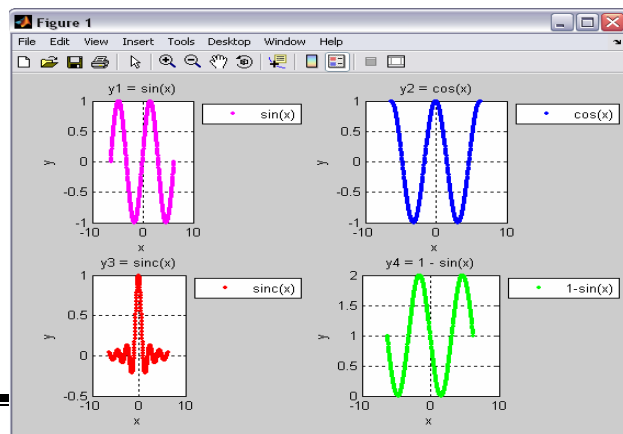 Figure 1
File Edit View Insert Tools Desktop Window Help
y1 = sin(x)
1
0.5
0
-0.5
-1
-10 0 10
x
y
sin(x)
y2 = cos(x)
1
0.5
0
-0.5
-1
-10 0 10
x
y
cos(x)
y3 = sinc(x)
1
0.5
0
-0.5
-10 0 10
x
y
sinc(x)
y4 = 1 - sin(x)
2
1.5
1
0.5
0
-10 0 10
x
y
1-sin(x)